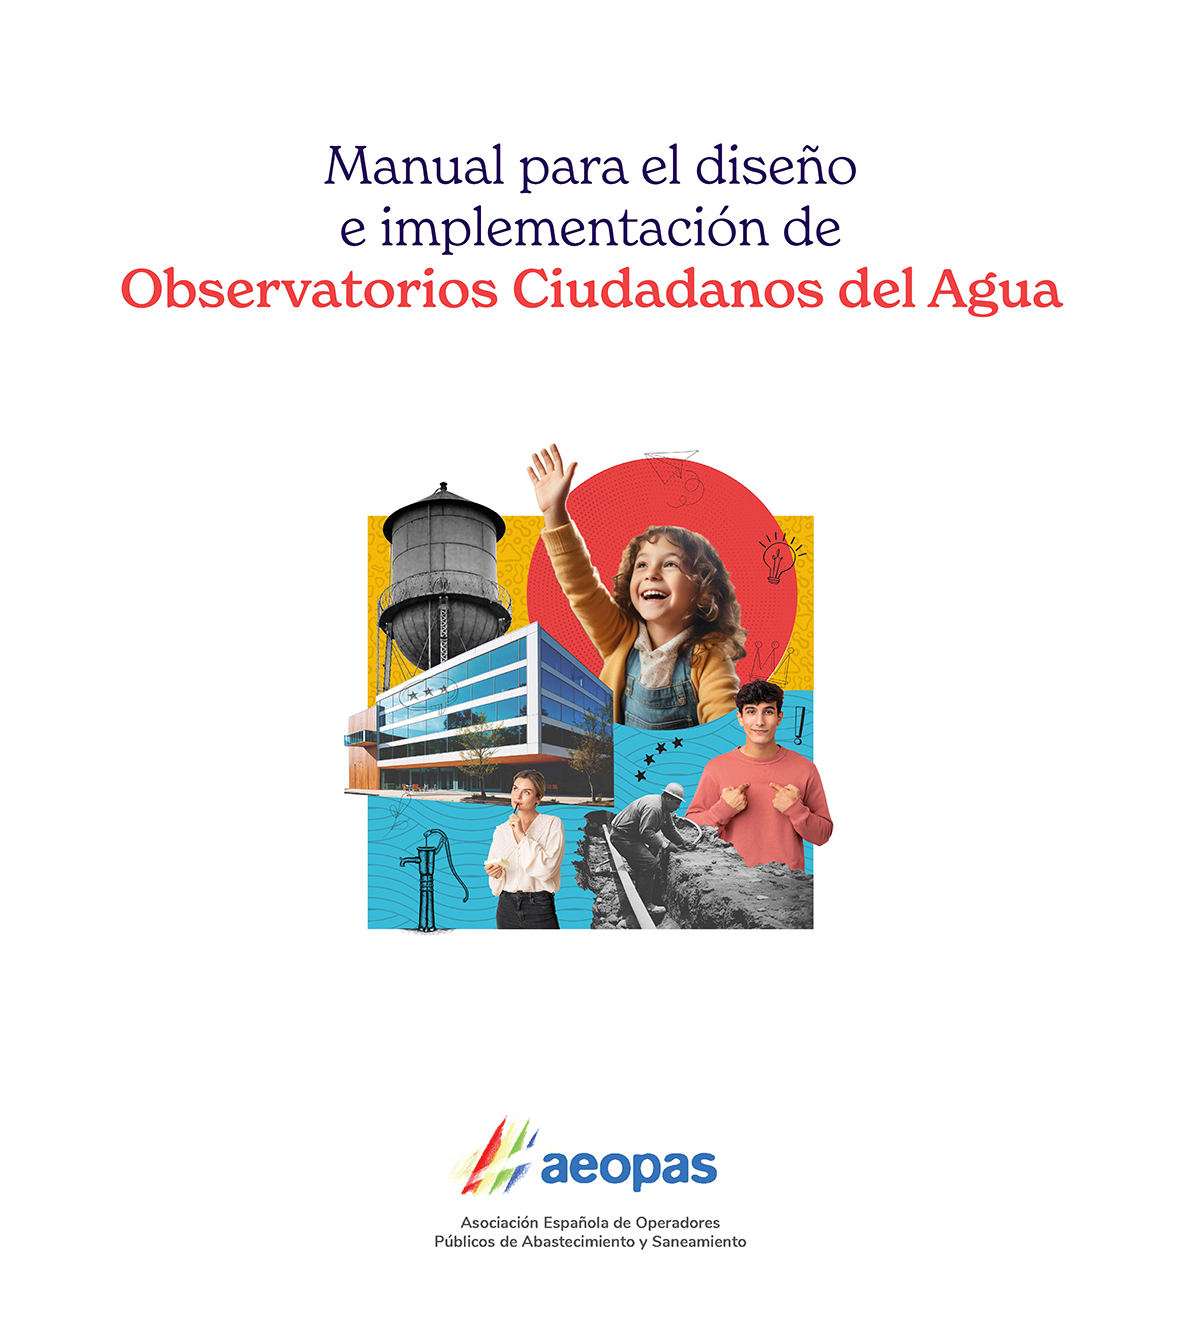 Manual para el diseño
e implementación de
Observatorios Ciudadanos del Agua
aeopas
Asociación Española de Operadores
Públicos de Abastecimiento y Saneamiento